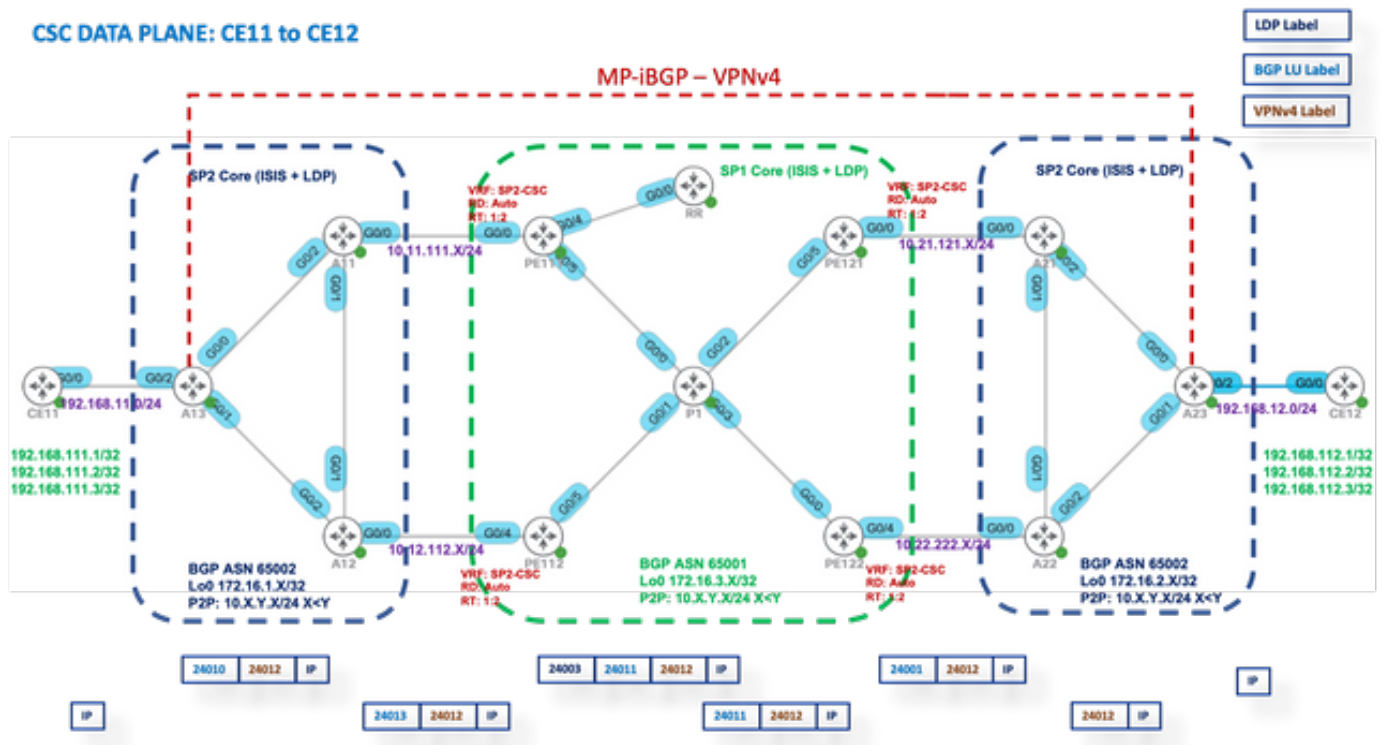 CSC DATA PLANE: CE11 to CE12
LDP Label
BGP LU Label
VPNv4 Label
MP-iBGP – VPNv4
SP2 Core (ISIS + LDP)
SP1 Core (ISIS + LDP)
SP2 Core (ISIS + LDP)
VRF: SP2-CSC
RD: Auto
RT: 1:2
VRF: SP2-CSC
RD: Auto
RT: 1:2
G0/0
RR
G0/4
G0/0
G0/0
G0/0
G0/0
10.11.111.X/24
10.21.121.X/24
A11
PE11
PE121
A21
G0/2
G0/1
G0/5
G0/5
G0/1
G0/2
G0/0
G0/0
G0/2
G0/0
G0/0
G0/2
G0/2
G0/0
CE11
192.168.11.0/24
A13
P1
A23
192.168.12.0/24
CE12
G0/1
G0/1
G0/3
G0/1
192.168.111.1/32
192.168.111.2/32
192.168.111.3/32
192.168.112.1/32
192.168.112.2/32
192.168.112.3/32
G0/1
G0/1
G0/2
G0/5
G0/0
G0/2
G0/0
G0/4
G0/4
G0/0
10.12.112.X/24
10.22.222.X/24
A12
PE112
PE122
A22
VRF: SP2-CSC
RD: Auto
RT: 1:2
VRF: SP2-CSC
RD: Auto
RT: 1:2
BGP ASN 65002
Lo0 172.16.1.X/32
P2P: 10.X.Y.X/24 X<Y
BGP ASN 65001
Lo0 172.16.3.X/32
P2P: 10.X.Y.X/24 X<Y
BGP ASN 65002
Lo0 172.16.2.X/32
P2P: 10.X.Y.X/24 X<Y
24010 24012 IP
24003 24011 24012 IP
24001 24012 IP
IP
IP
24013 24012 IP
24011 24012 IP
24012 IP